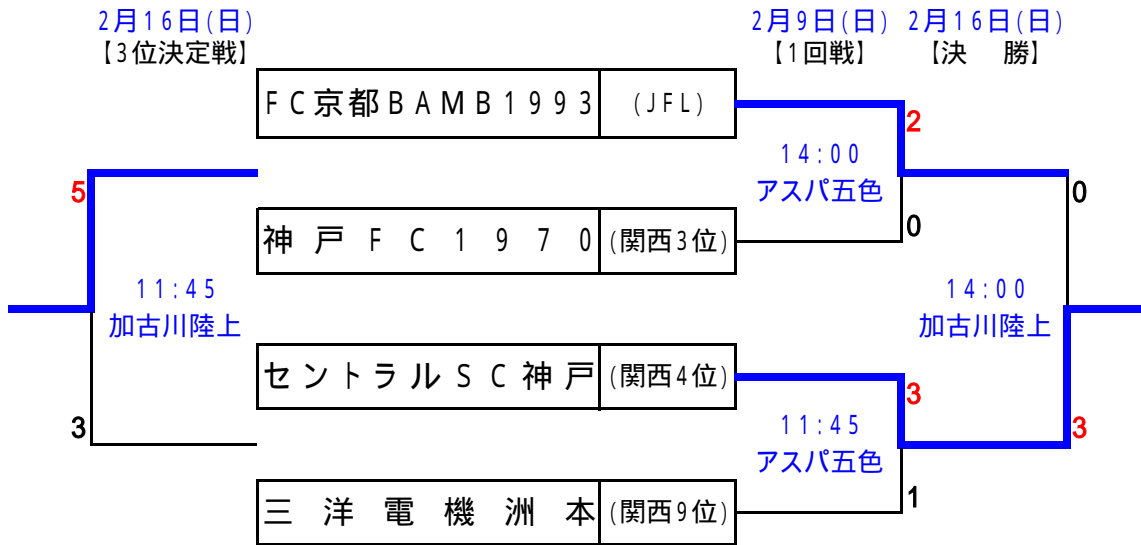 2月16日(日)
【3位決定戦】
2月9日(日)
【1回戦】
2月16日(日)
【決 勝】
FC京都BAMB1993 (JFL)
2
14:00
アスパ五色
5
0
神戸FC1970 (関西3位)
0
11:45
加古川陸上
14:00
加古川陸上
セントラルSC神戸 (関西4位)
3
3
11:45
アスパ五色
3
三洋電機洲本 (関西9位)
1